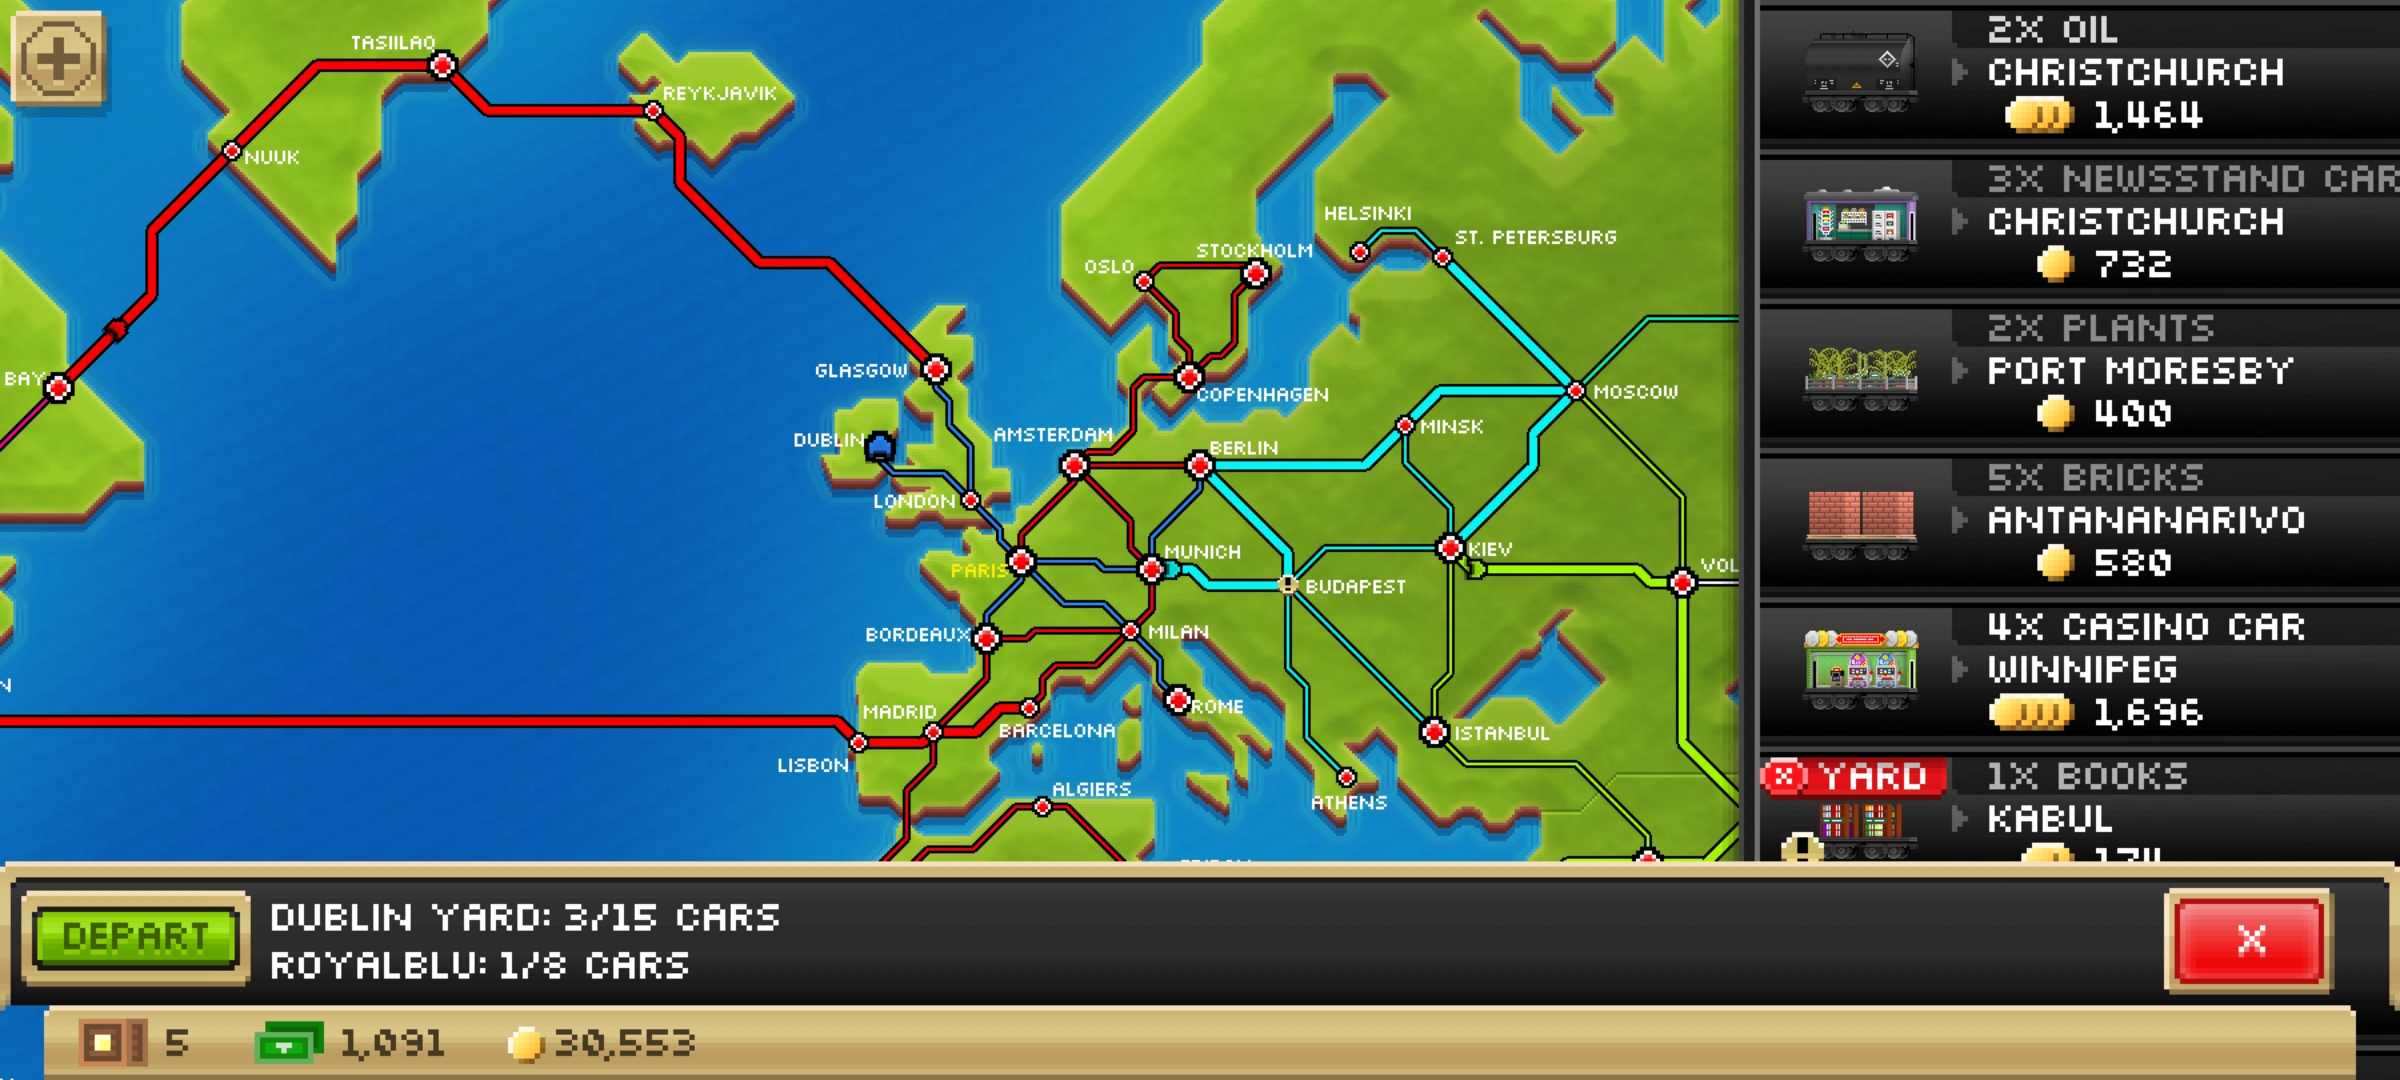 TASIILAQ
REYKJAVIK
NUUK
HELSINKI
ST. PETERSBURG
STOCKHOLM
OSLO
GLASGOW
BAY
COPENHAGEN
MOSCOW
MINSK
AMSTERDAM
DUBLIN
BERLIN
LONDON
MUNICH
KIEV
PARIS
BUDAPEST
VOL
BORDEAUX
MILAN
N
MADRID
ROME
BARCELONA
ISTANBUL
LISBON
ALGIERS
ATHENS
2X OIL
CHRISTCHURCH
1,464
3X NEWSSTAND CAR
CHRISTCHURCH
732
2X PLANTS
PORT MORESBY
400
5X BRICKS
ANTANANARIVO
580
4X CASINO CAR
WINNIPEG
1,696
X YARD
1X BOOKS
KABUL
174
DEPART
DUBLIN YARD: 3/15 CARS
ROYALBLU: 1/8 CARS
X
5
1,091
30,553